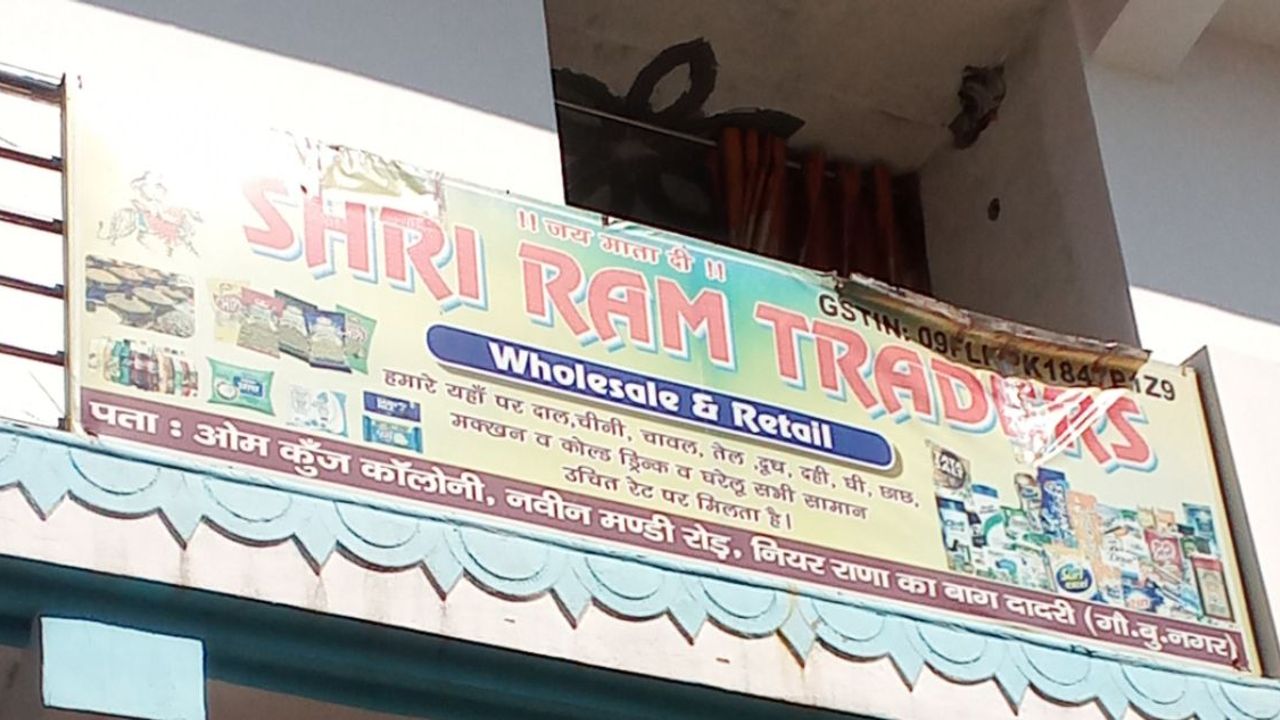 ।। जय माता दी ।।
SHRI RAM TRADERS
GSTIN:
Wholesale & Retail
हमारे यहाँ पर दाल,चीनी, चावल, तेल ,दूध, दही, घी, छाछ,
मक्खन व कोल्ड ड्रिन्क व घरेलू सभी सामान
उचित रेट पर मिलता है।
पता : ओम कुँज कॉलोनी, नवीन मण्डी रोड़, नियर राणा का बाग दादरी (गौ.बु.नगर)